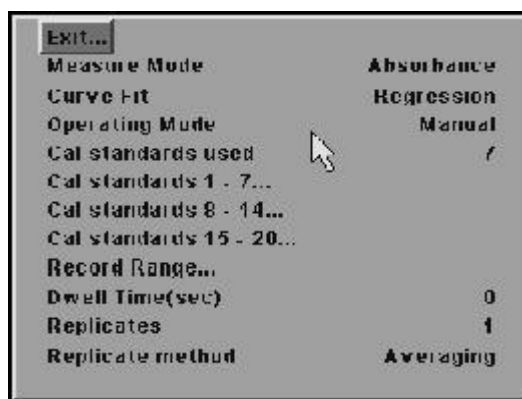 Exit...
Measure Mode Absorbance
Curve Fit Regression
Operating Mode Manual
Cal standards used 7
Cal standards 1 - 7...
Cal standards 8 - 14...
Cal standards 15 - 20...
Record Range...
Dwell Time(sec) 0
Replicates 1
Replicate method Averaging